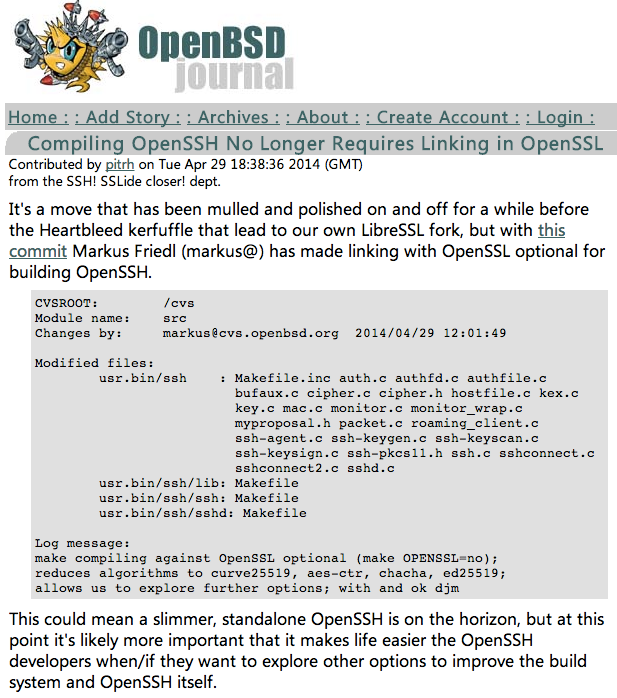 OpenBSD
journal
Home : : Add Story : : Archives : : About : : Create Account : : Login :
Compiling OpenSSH No Longer Requires Linking in OpenSSL
Contributed by pitrh on Tue Apr 29 18:38:36 2014 (GMT)
from the SSH! SSLide closer! dept.
It's a move that has been mulled and polished on and off for a while before
the Heartbleed kerfuffle that lead to our own LibreSSL fork, but with this
commit Markus Friedl (markus@) has made linking with OpenSSL optional for
building OpenSSH.
CVSROOT: /cvs
Module name: src
Changes by: markus@cvs.openbsd.org 2014/04/29 12:01:49
Modified files:
usr.bin/ssh : Makefile.inc auth.c authfd.c authfile.c
bufaux.c cipher.c cipher.h hostfile.c kex.c
key.c mac.c monitor.c monitor_wrap.c
myproposal.h packet.c roaming_client.c
ssh-agent.c ssh-keygen.c ssh-keyscan.c
ssh-keysign.c ssh-pkcs11.h ssh.c sshconnect.c
sshconnect2.c sshd.c
usr.bin/ssh/lib: Makefile
usr.bin/ssh/ssh: Makefile
usr.bin/ssh/sshd: Makefile
Log message:
make compiling against OpenSSL optional (make OPENSSL=no);
reduces algorithms to curve25519, aes-ctr, chacha, ed25519;
allows us to explore further options; with and ok djm
This could mean a slimmer, standalone OpenSSH is on the horizon, but at this
point it's likely more important that it makes life easier the OpenSSH
developers when/if they want to explore other options to improve the build
system and OpenSSH itself.